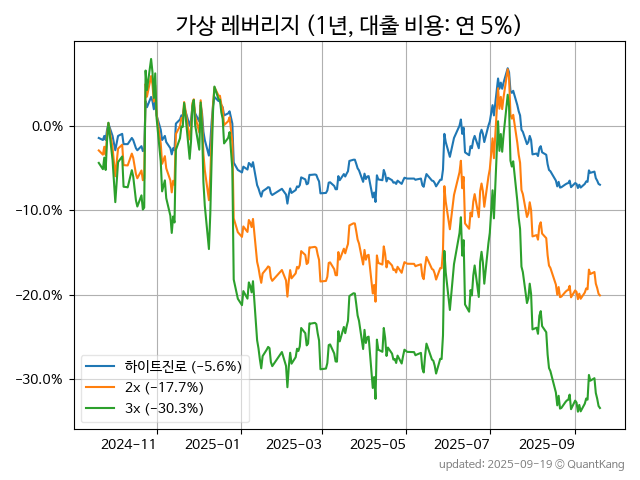 가상 레버리지 (1년, 대출 비용: 연 5%)
0.0%
−10.0%
−20.0%
−30.0%
하이트진로 (−5.6%)
2x (−17.7%)
3x (−30.3%)
2024-11 2025-01 2025-03 2025-05 2025-07 2025-09
updated: 2025-09-19 © QuantKang